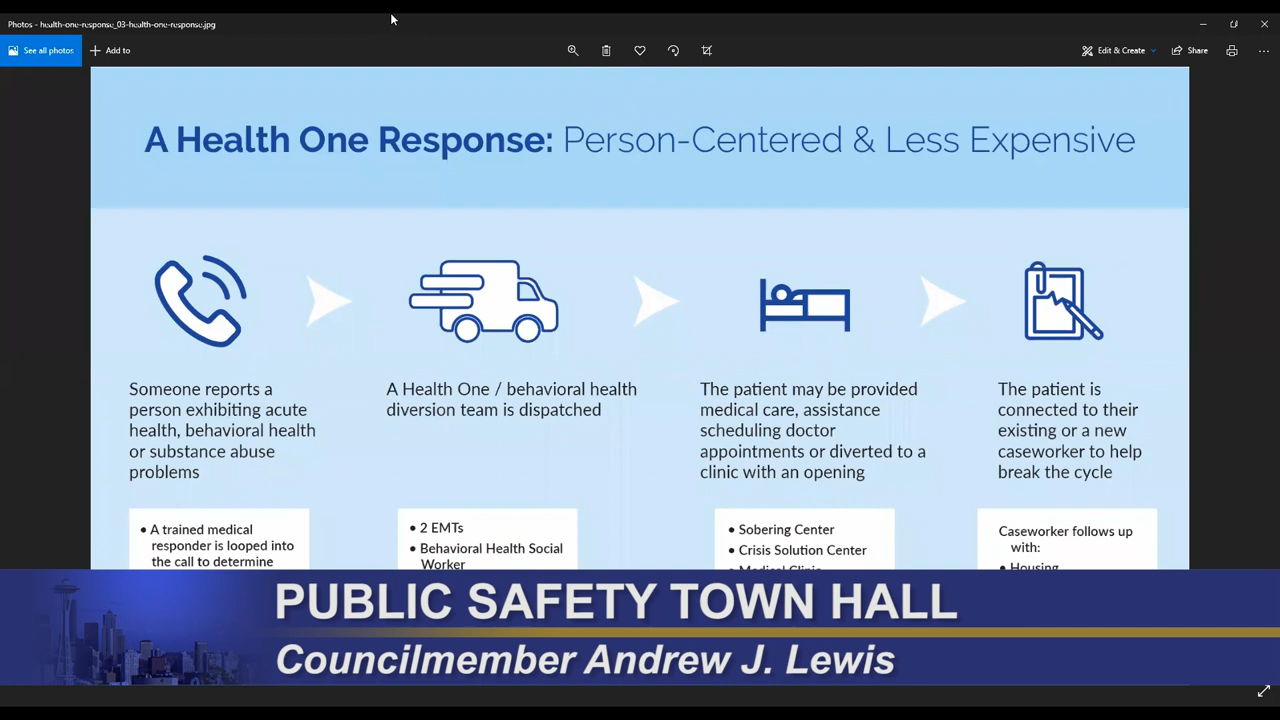 Photos - health-one-response_03-health-one-response.jpg
See all photos
Add to
Edit & Create
Share
A Health One Response: Person-Centered & Less Expensive
Someone reports a
person exhibiting acute
health, behavioral health
or substance abuse
problems
A Health One / behavioral health
diversion team is dispatched
The patient may be provided
medical care, assistance
scheduling doctor
appointments or diverted to a
clinic with an opening
The patient is
connected to their
existing or a new
caseworker to help
break the cycle
• A trained medical
responder is looped into
the call to determine
• 2 EMTs
• Behavioral Health Social
Worker
• Sobering Center
• Crisis Solution Center
• Medical Clinic
Caseworker follows up
with:
• Housing
PUBLIC SAFETY TOWN HALL
Councilmember Andrew J. Lewis